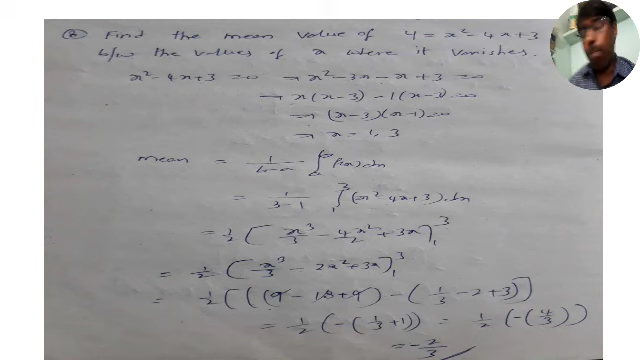 Q) Find the mean value of y = x² - 4x + 3
b/w the values of x where it vanishes.
x² - 4x + 3 = 0 → x² - 3x - x + 3 = 0
→ x(x-3) - 1(x-3) = 0
→ (x-3)(x-1) = 0
→ x = 1, 3
mean = 1/(b-a) ∫ₐᵇ f(x) dx
= 1/(3-1) ∫₁³ (x² - 4x + 3) . dx
= 1/2 [ x³/3 - 4x²/2 + 3x ]₁³
= 1/2 ( x³/3 - 2x² + 3x )₁³
= 1/2 [ ((9 - 18 + 9) - (1/3 - 2 + 3) ]
= 1/2 (-(1/3 + 1)) = 1/2 (-(4/3))
= -2/3